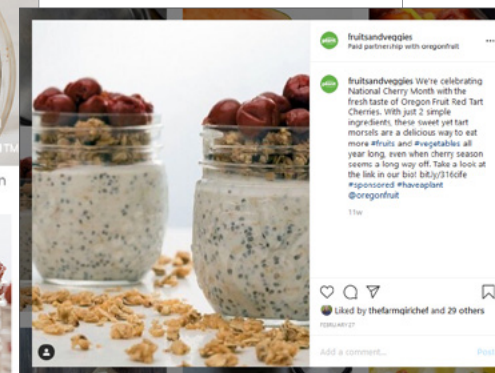 fruitsandveggies
Paid partnership with oregonfruit
fruitsandveggies We're celebrating
National Cherry Month with the
fresh taste of Oregon Fruit Red Tart
Cherries. With just 2 simple
ingredients, these sweet yet tart
morsels are a delicious way to eat
more #fruits and #vegetables all
year long, even when cherry season
seems a long way off. Take a look at
the link in our bio!
#sponsored #haveaplant
@oregonfruit
11w
Liked by thefarmgirlchef and 29 others
FEBRUARY 27
Add a comment...
Post